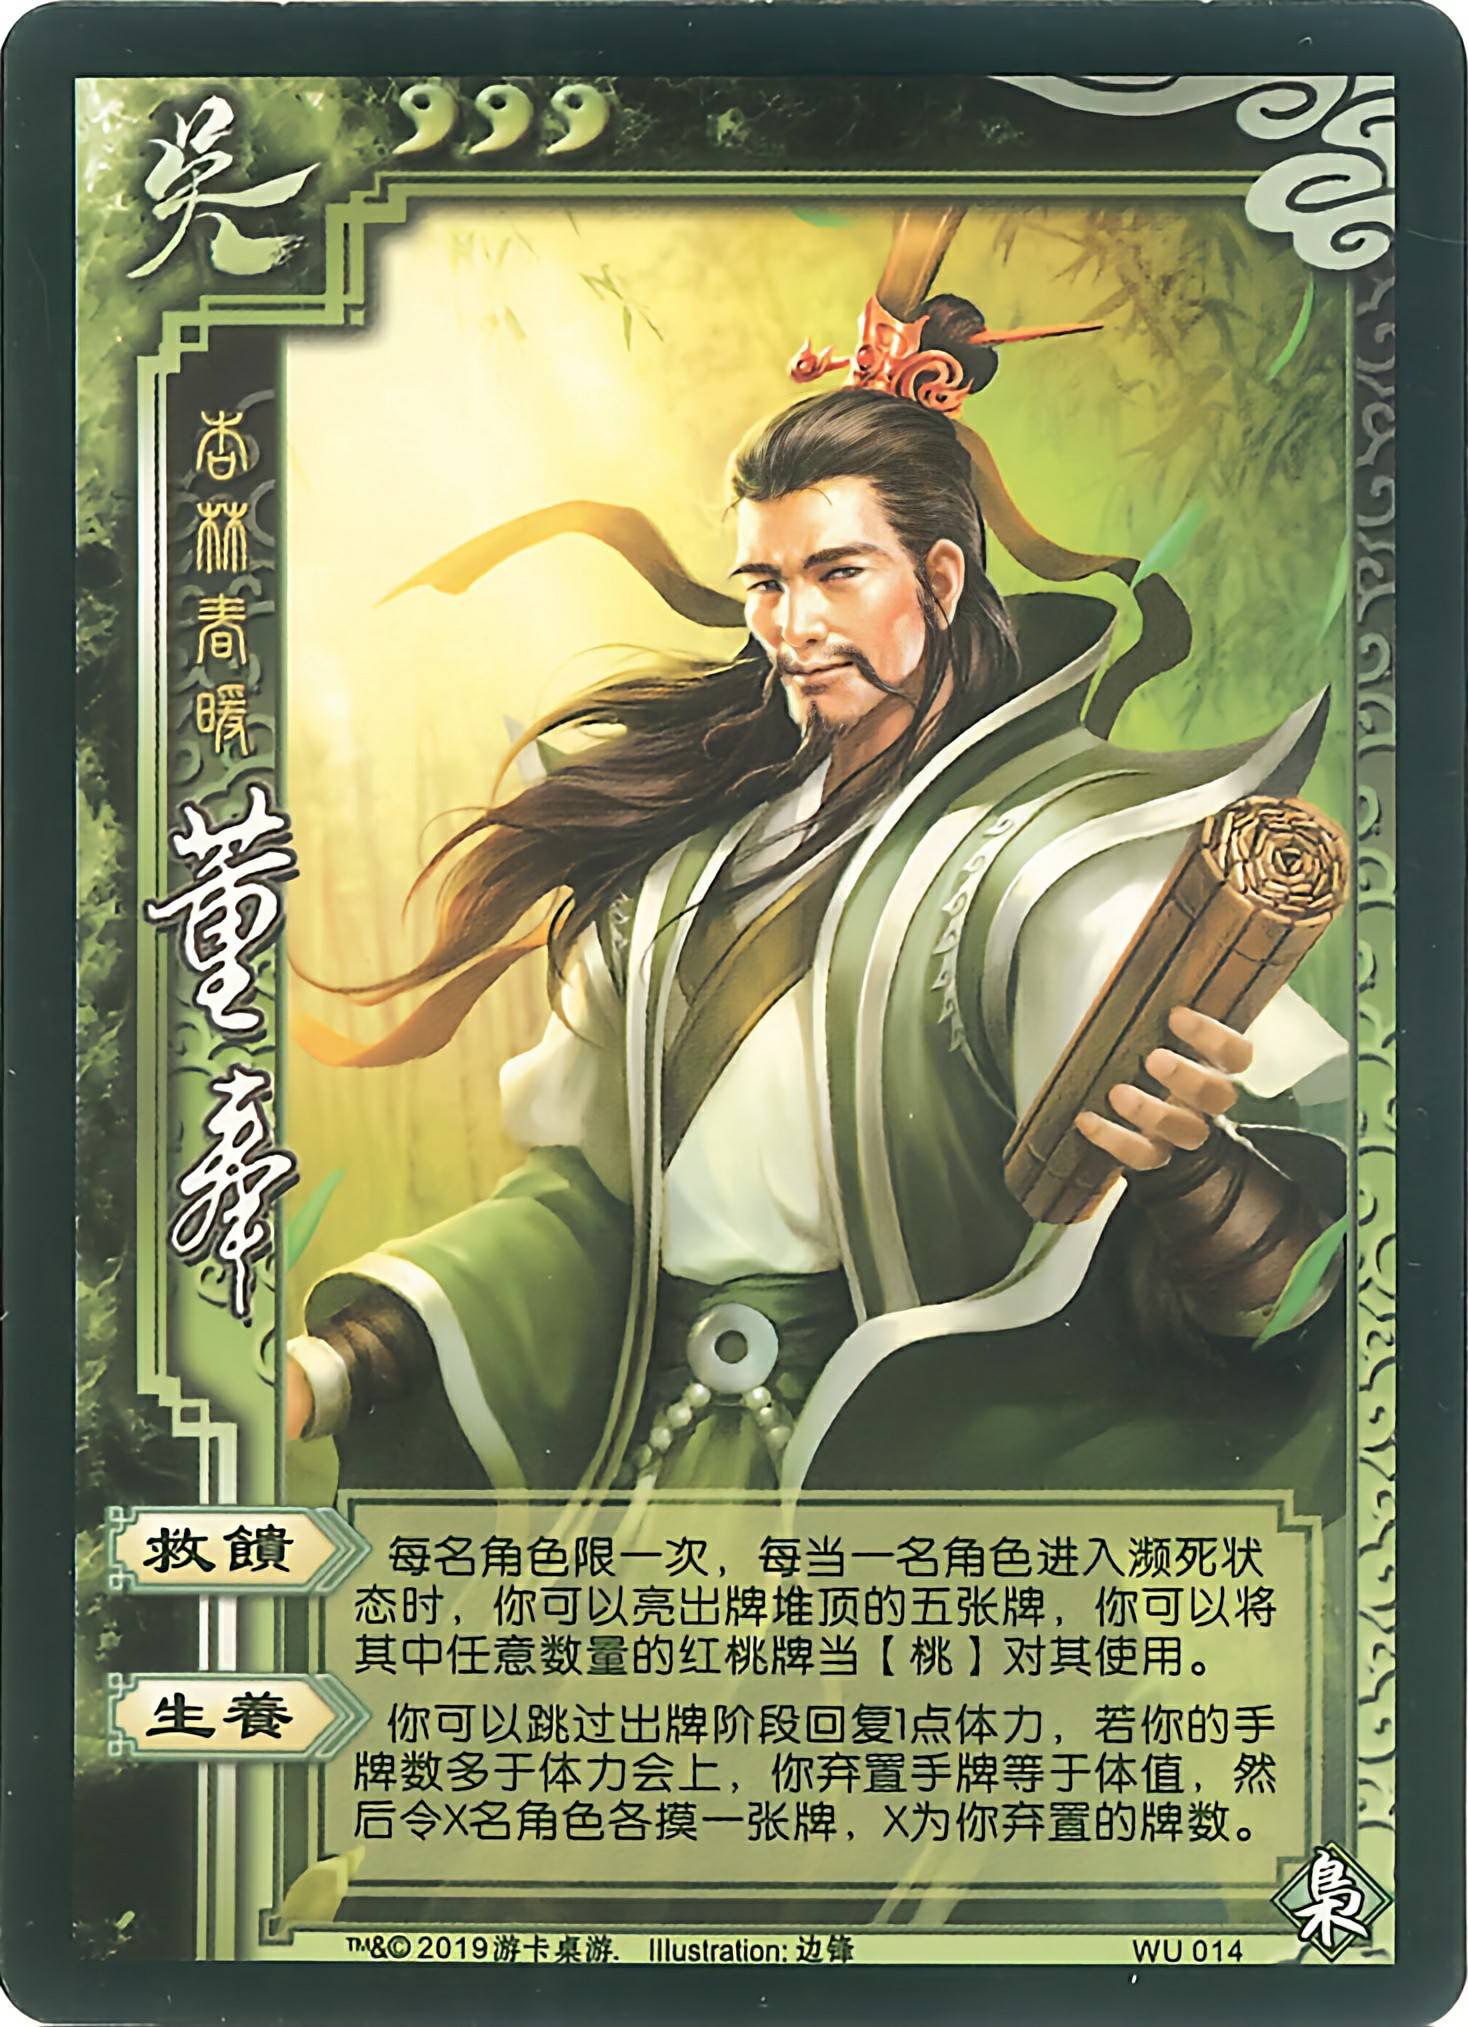 吴
杏林春暖
董奉
救饋
每名角色限一次，每当一名角色进入濒死状
态时，你可以亮出牌堆顶的五张牌，你可以将
其中任意数量的红桃牌当【桃】对其使用。
生養
你可以跳过出牌阶段回复1点体力，若你的手
牌数多于体力会上，你弃置手牌等于体值，然
后令X名角色各摸一张牌，X为你弃置的牌数。
梟
™&© 2019游卡桌游. Illustration: 边锋
WU 014